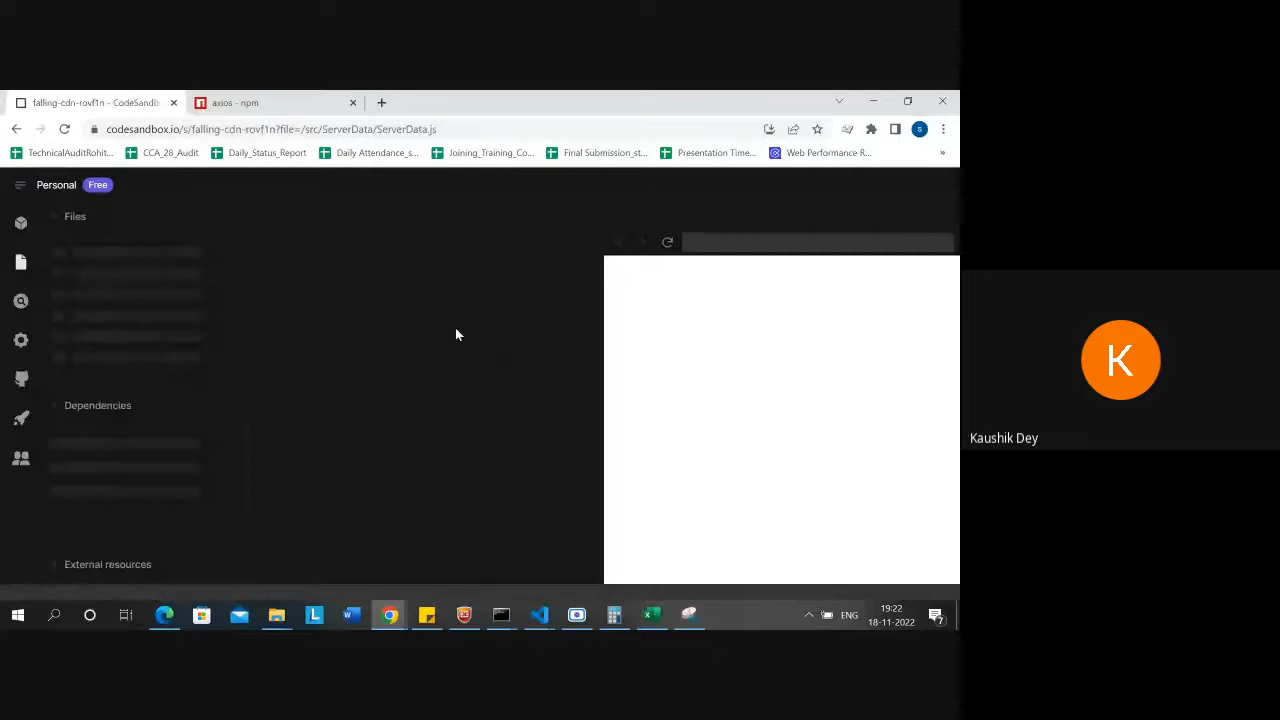 falling-cdn-rovf1n - CodeSandb
axios - npm
codesandbox.io/s/falling-cdn-rovf1n?file=/src/ServerData/ServerData.js
S
TechnicalAuditRohit...
CCA_28_Audit
Daily_Status_Report
Daily Attendance_s...
Joining_Training_Co...
Final Submission_st...
Presentation Time...
Web Performance R...
»
Personal
Free
Files
Dependencies
External resources
K
Kaushik Dey
L
ENG
19:22
18-11-2022
7